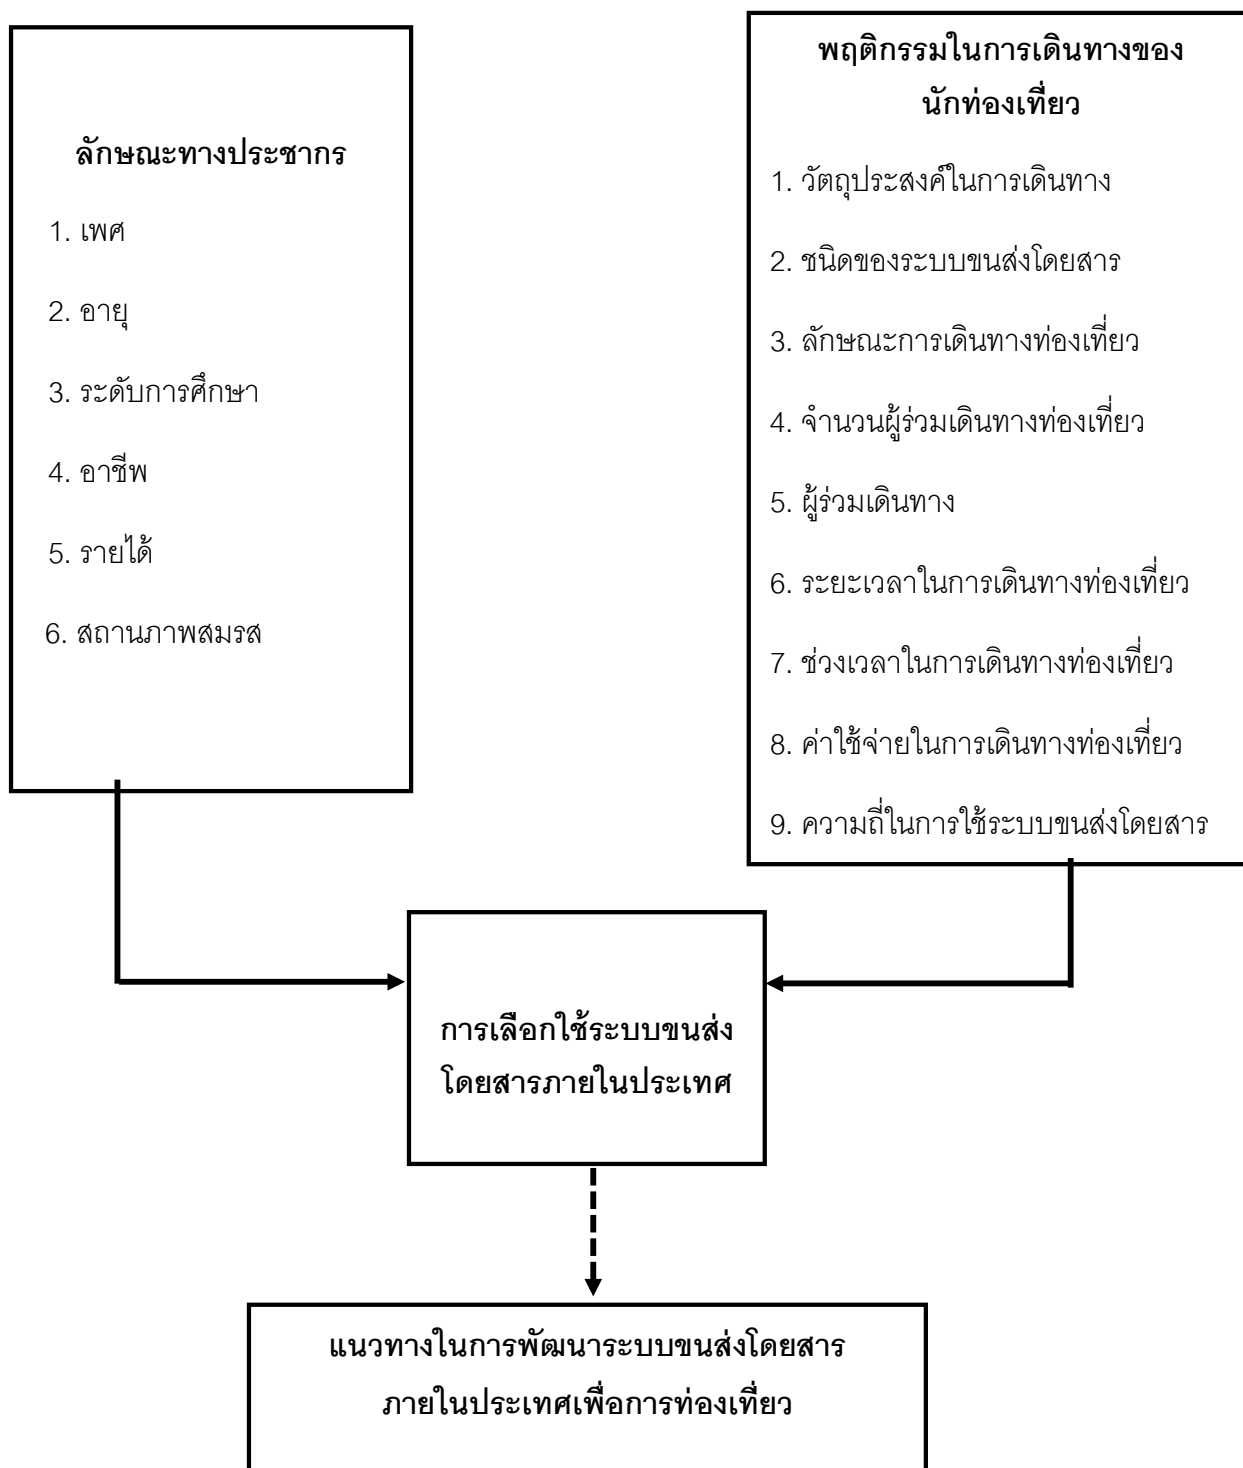 ลักษณะทางประชากร
1. เพศ
2. อายุ
3. ระดับการศึกษา
4. อาชีพ
5. รายได้
6. สถานภาพสมรส
พฤติกรรมในการเดินทางของ
นักท่องเที่ยว
1. วัตถุประสงค์ในการเดินทาง
2. ชนิดของระบบขนส่งโดยสาร
3. ลักษณะการเดินทางท่องเที่ยว
4. จำนวนผู้ร่วมเดินทางท่องเที่ยว
5. ผู้ร่วมเดินทาง
6. ระยะเวลาในการเดินทางท่องเที่ยว
7. ช่วงเวลาในการเดินทางท่องเที่ยว
8. ค่าใช้จ่ายในการเดินทางท่องเที่ยว
9. ความถี่ในการใช้ระบบขนส่งโดยสาร
การเลือกใช้ระบบขนส่ง
โดยสารภายในประเทศ
แนวทางในการพัฒนาระบบขนส่งโดยสาร
ภายในประเทศเพื่อการท่องเที่ยว